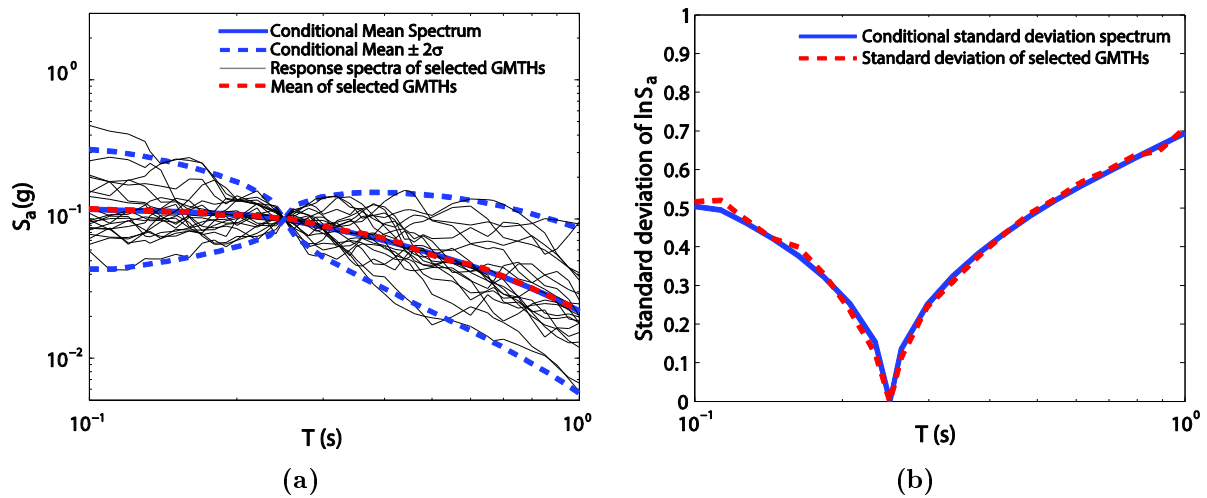 Conditional Mean Spectrum
Conditional Mean ± 2σ
Response spectra of selected GMTHs
Mean of selected GMTHs
10⁰
10⁻¹
10⁻²
Sₐ(g)
10⁻¹
10⁰
T (s)
(a)
Conditional standard deviation spectrum
Standard deviation of selected GMTHs
1
0.9
0.8
0.7
0.6
0.5
0.4
0.3
0.2
0.1
0
Standard deviation of ln Sₐ
10⁻¹
10⁰
T (s)
(b)